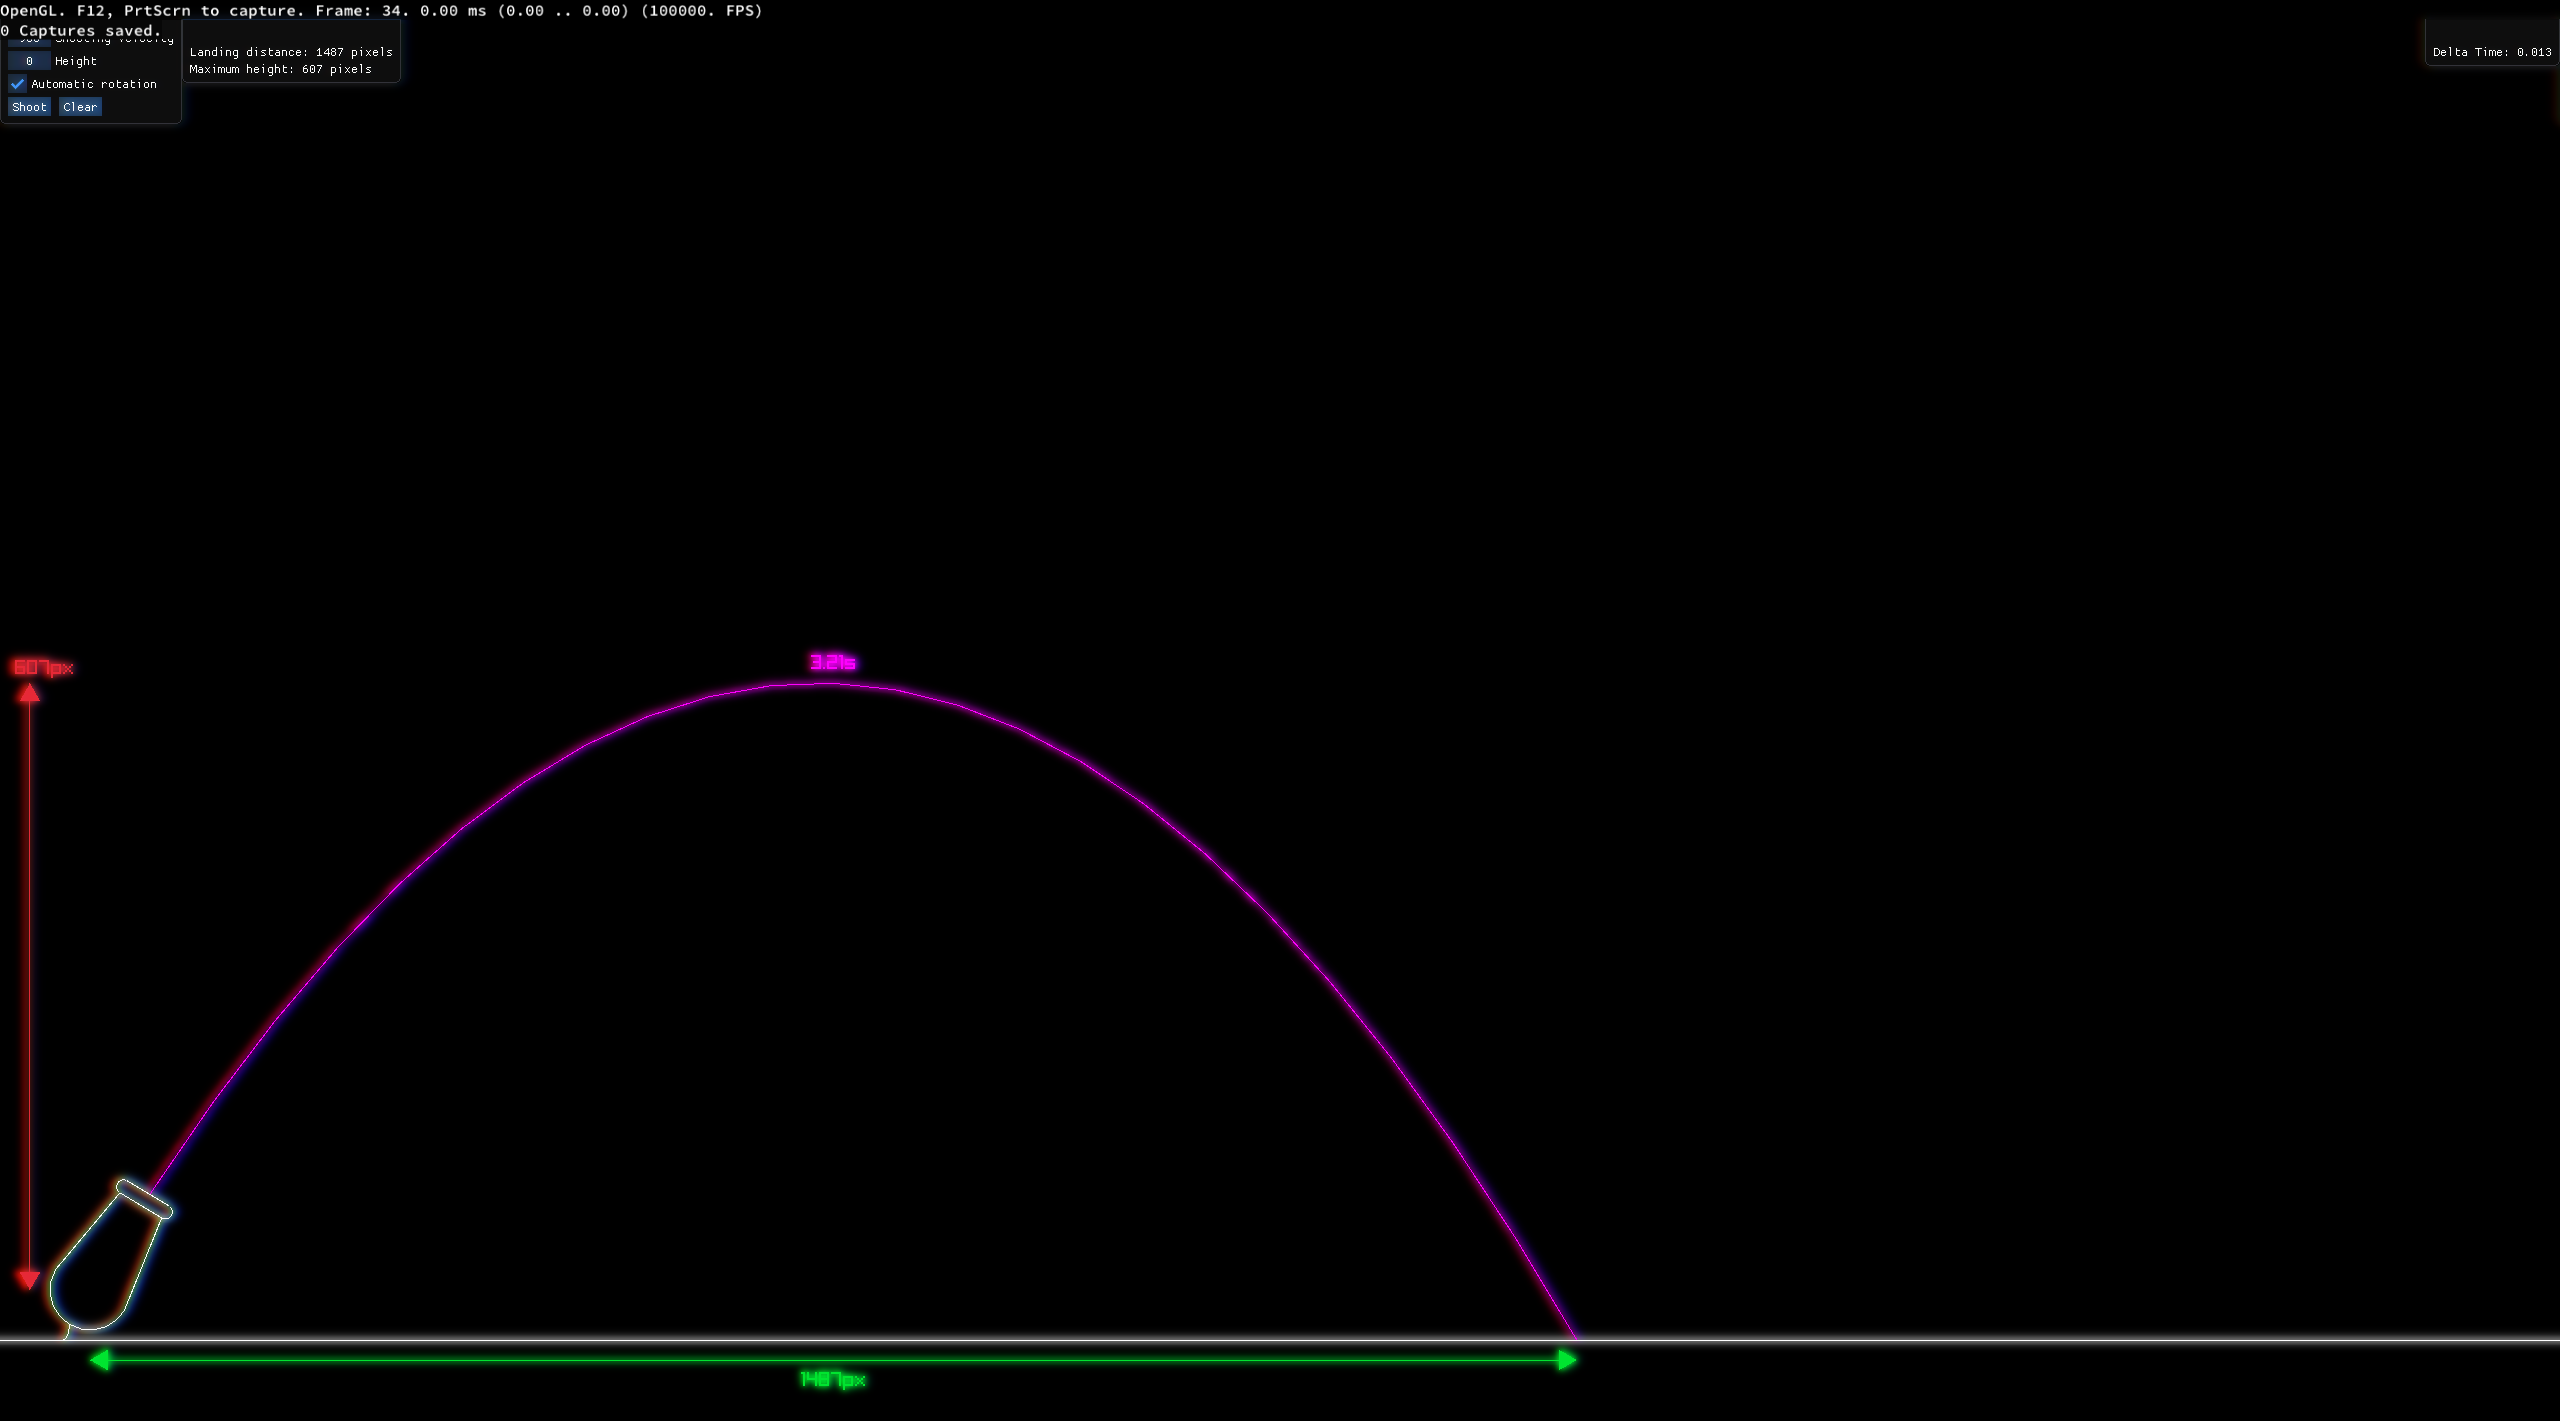 OpenGL. F12, PrtScrn to capture. Frame: 34. 0.00 ms (0.00 .. 0.00) (100000. FPS)
0 Captures saved.
Shooting velocity
0 Height
Automatic rotation
Shoot Clear
Landing distance: 1487 pixels
Maximum height: 607 pixels
Delta Time: 0.013
607px
3.21s
1487px